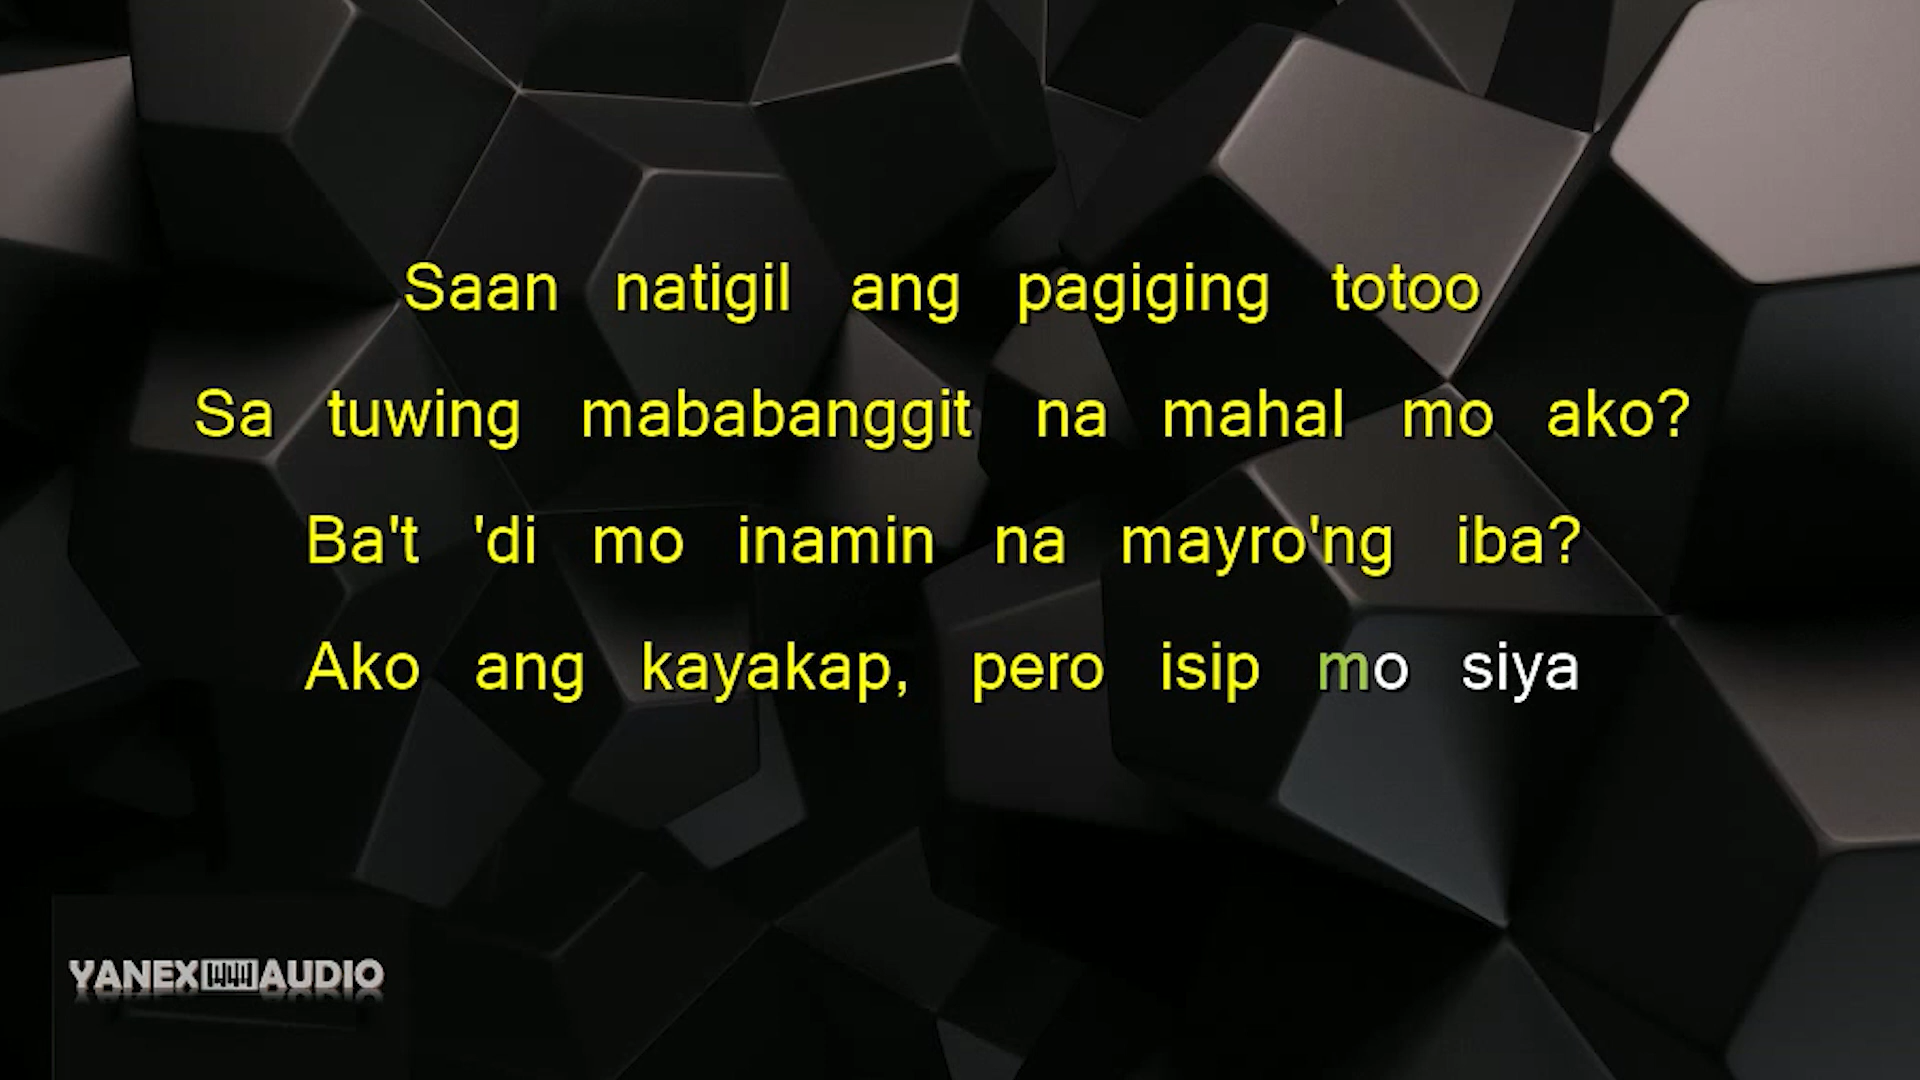 Saan natigil ang pagiging totoo
Sa tuwing mababanggit na mahal mo ako?
Ba't 'di mo inamin na mayro'ng iba?
Ako ang kayakap, pero isip mo siya
YANEX AUDIO